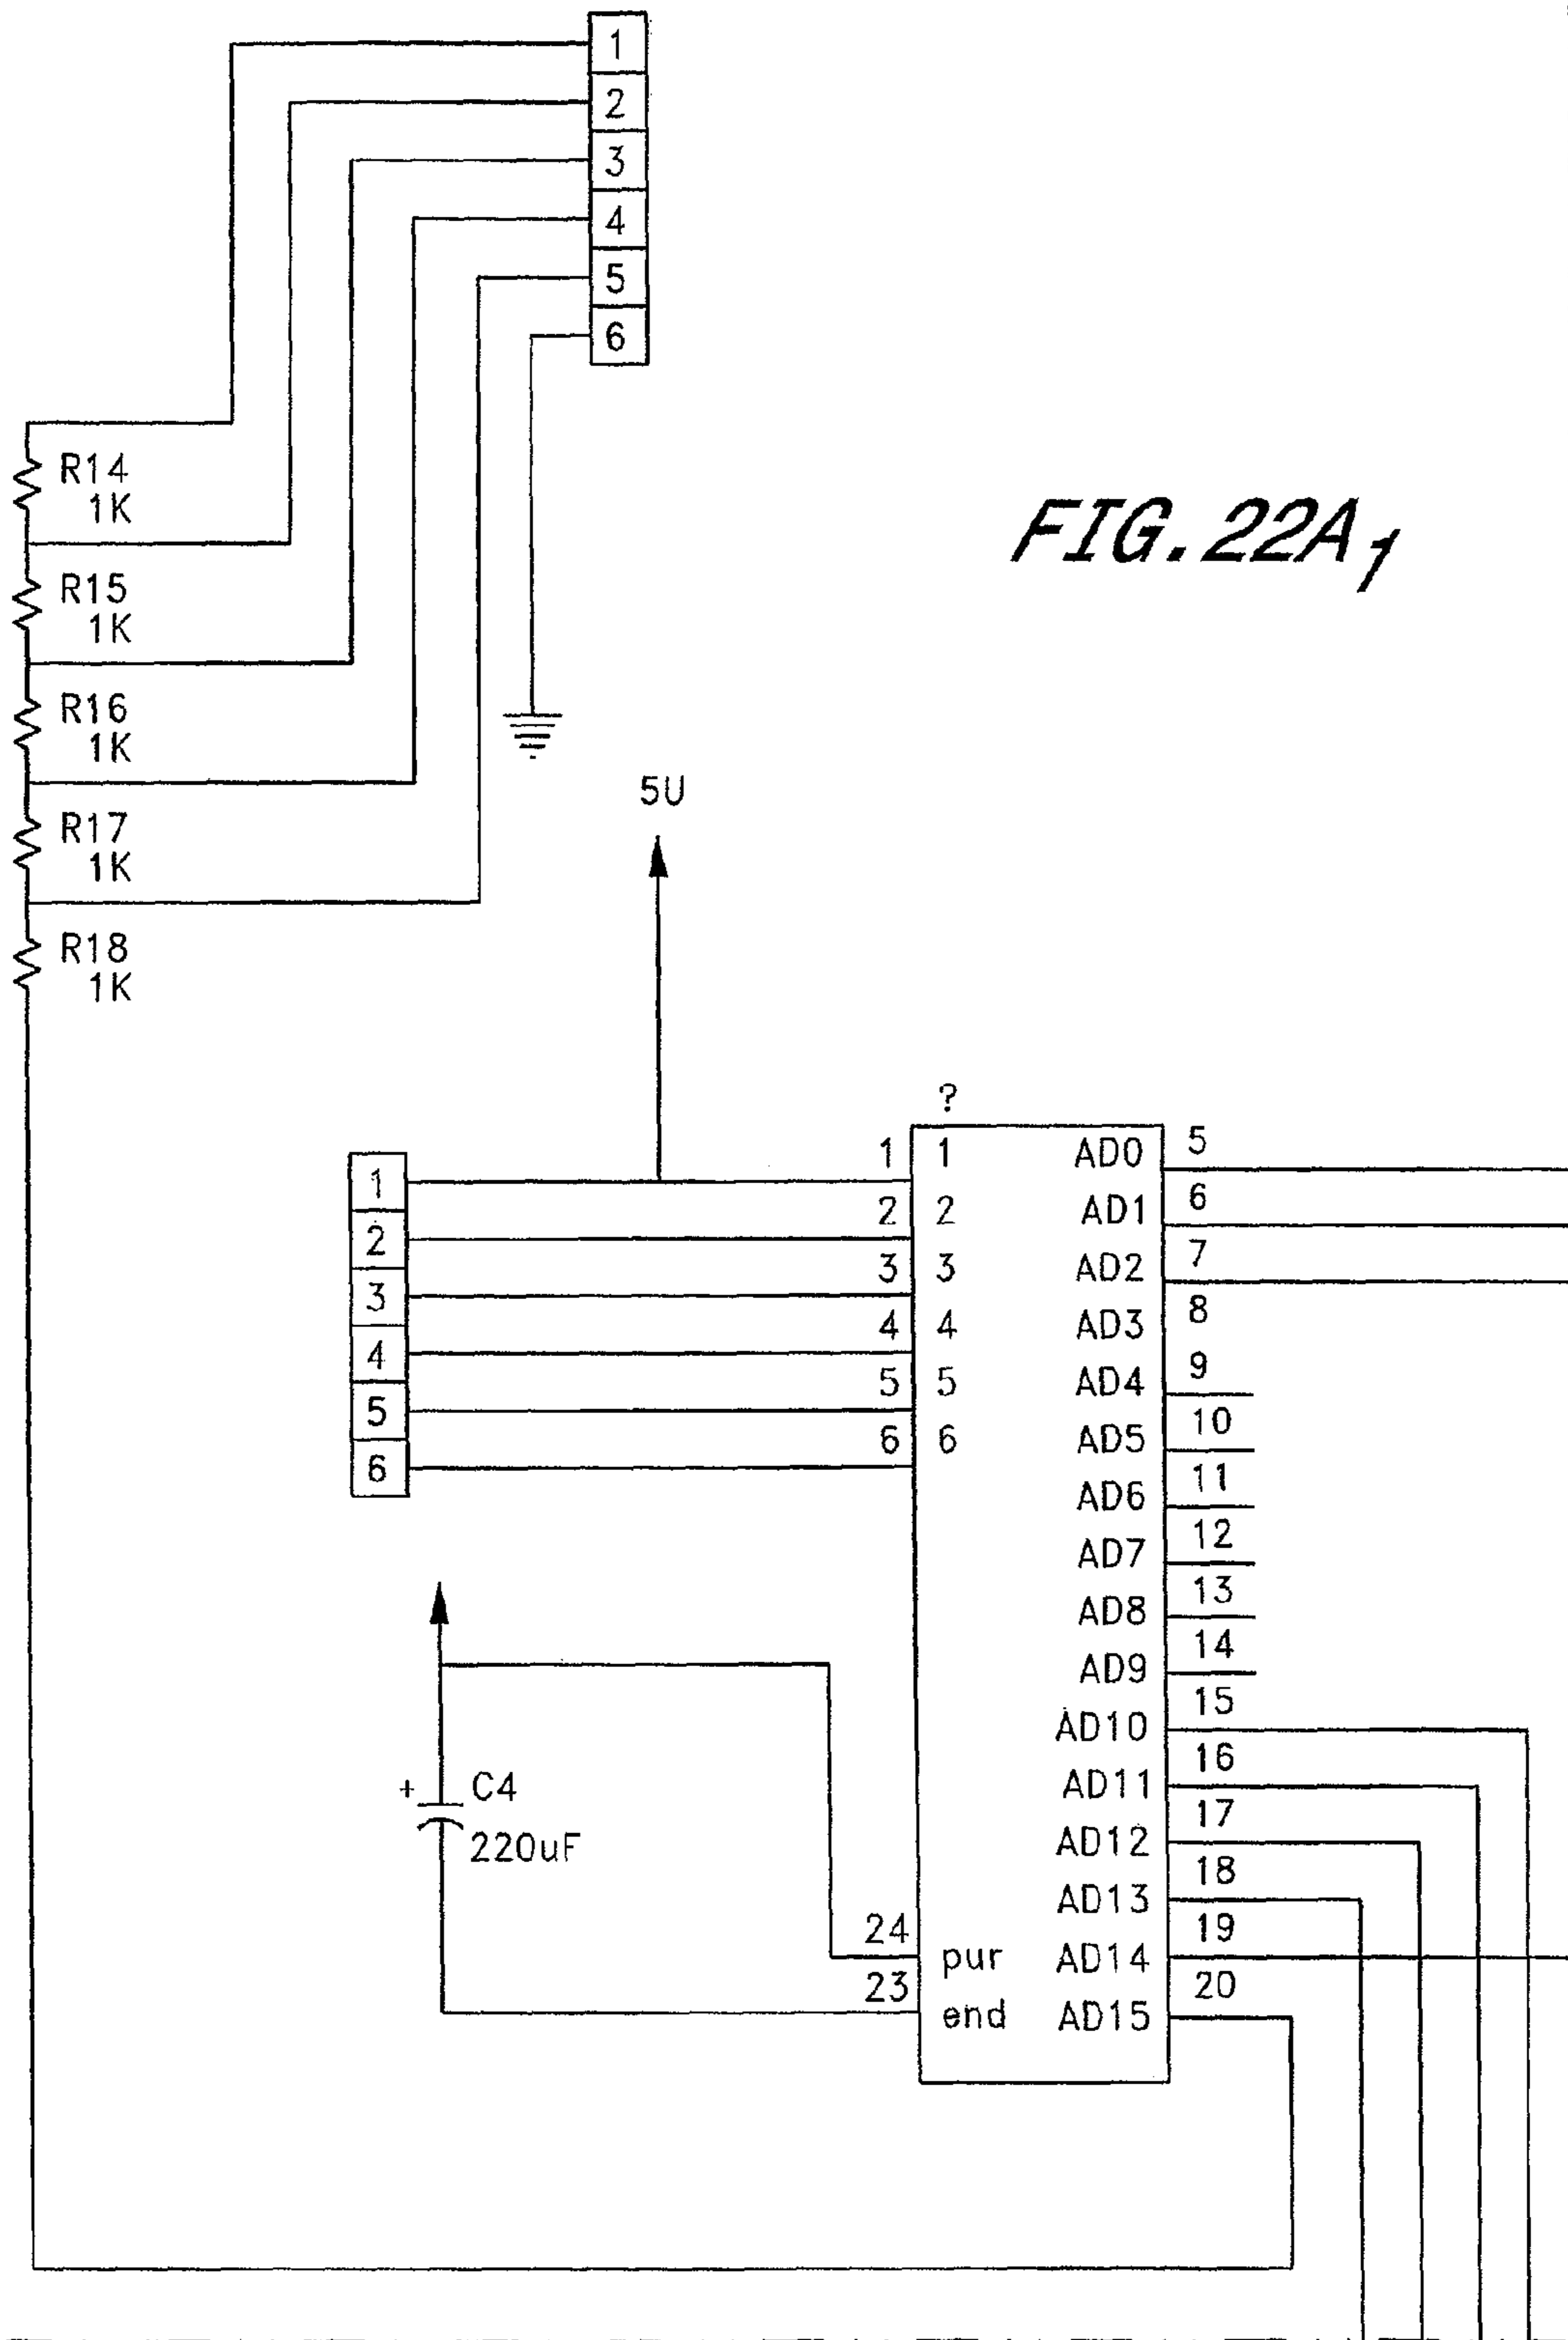 1
2
3
4
5
6
R14
1K
R15
1K
R16
1K
R17
1K
R18
1K
FIG. 22A1
5U
?
1
2
3
4
5
6
1 1 AD0 5
2 2 AD1 6
3 3 AD2 7
4 4 AD3 8
5 5 AD4 9
6 6 AD5 10
AD6 11
AD7 12
AD8 13
AD9 14
AD10 15
AD11 16
AD12 17
AD13 18
24 pur AD14 19
23 end AD15 20
+ C4
220uF